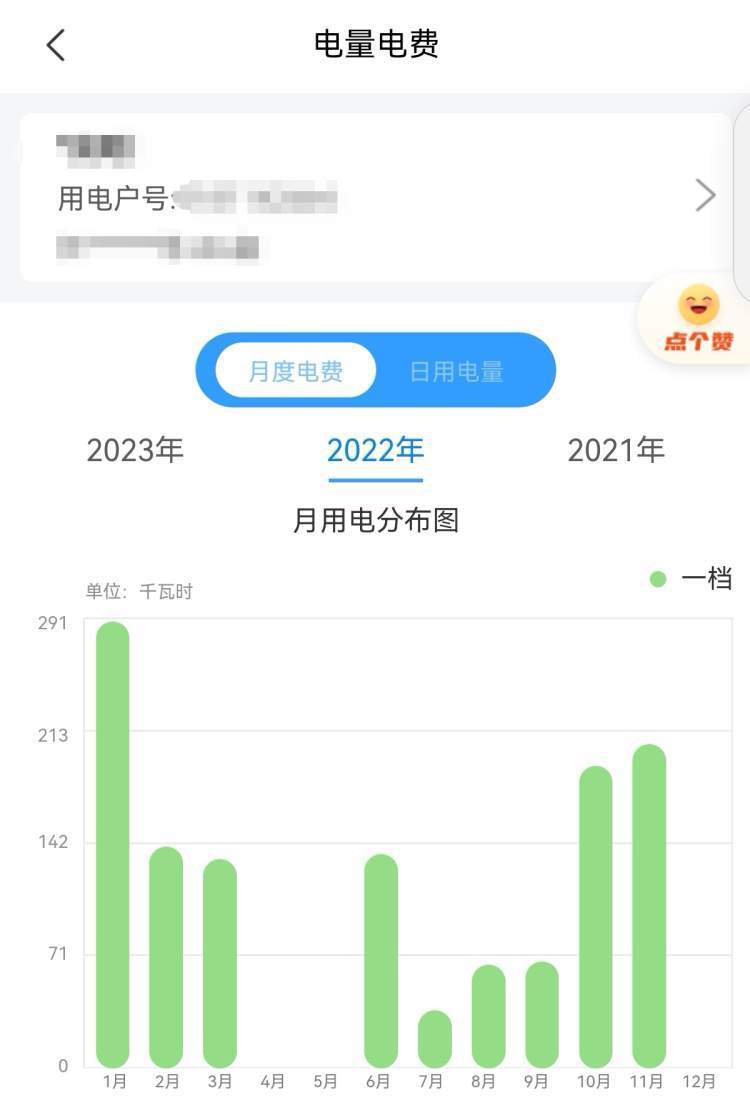 电量电费
用电户号:
点个赞
月度电费 日用电量
2023年 2022年 2021年
月用电分布图
单位：千瓦时
一档
291
213
142
71
0
1月 2月 3月 4月 5月 6月 7月 8月 9月 10月 11月 12月